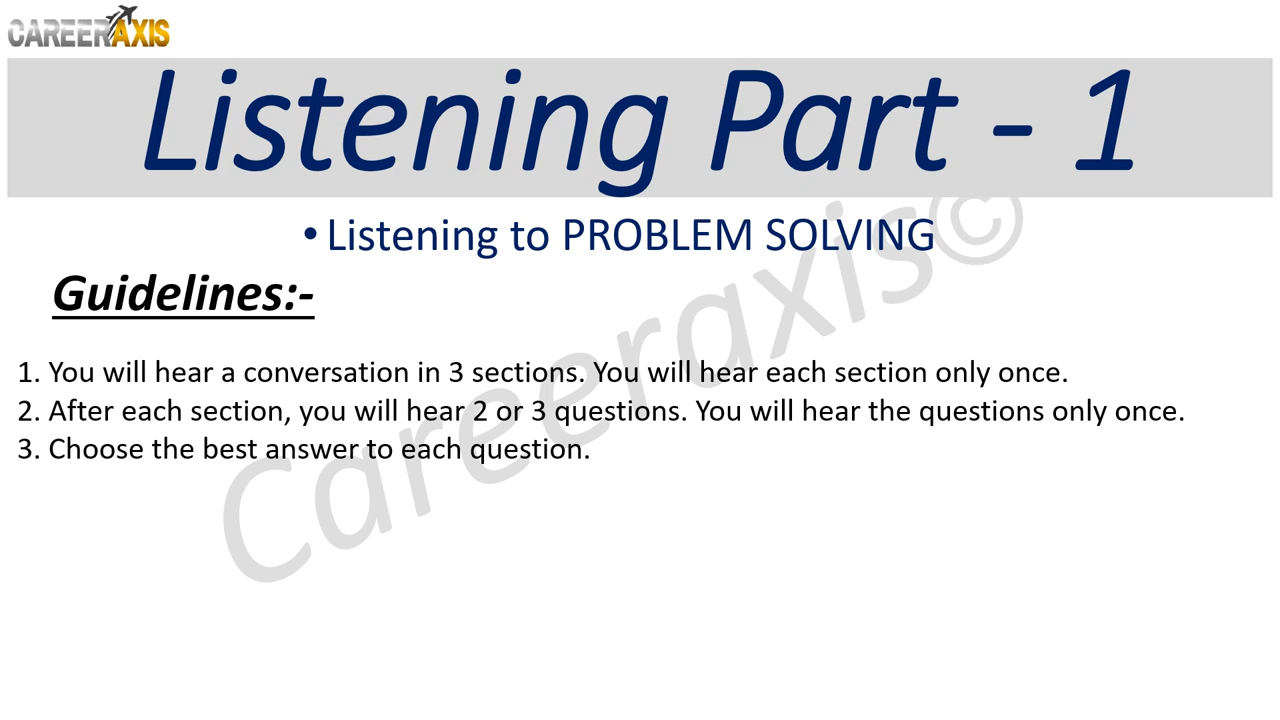 CAREERAXIS
Listening Part - 1
• Listening to PROBLEM SOLVING
Guidelines:-
1. You will hear a conversation in 3 sections. You will hear each section only once.
2. After each section, you will hear 2 or 3 questions. You will hear the questions only once.
3. Choose the best answer to each question.
Careeraxis©